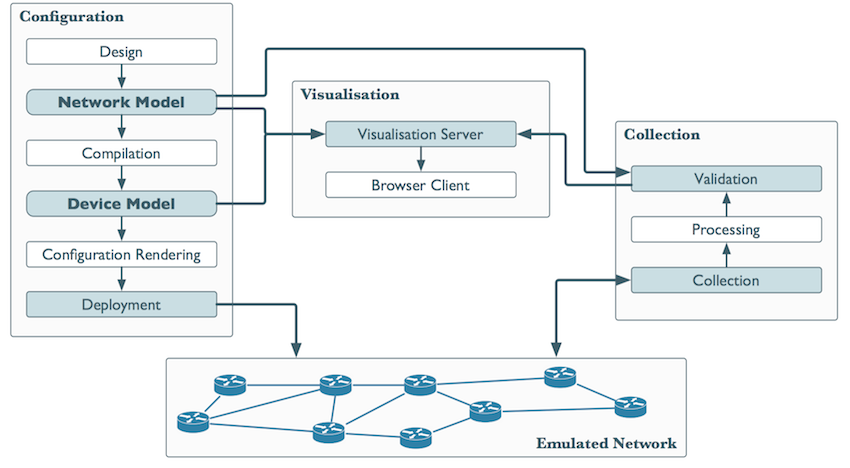 Configuration
Design
Network Model
Compilation
Device Model
Configuration Rendering
Deployment
Visualisation
Visualisation Server
Browser Client
Collection
Validation
Processing
Collection
Emulated Network